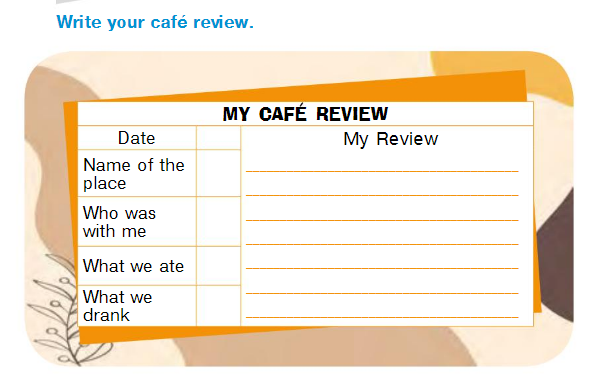 Write your café review.
MY CAFÉ REVIEW
Date
My Review
Name of the
place
Who was
with me
What we ate
What we
drank